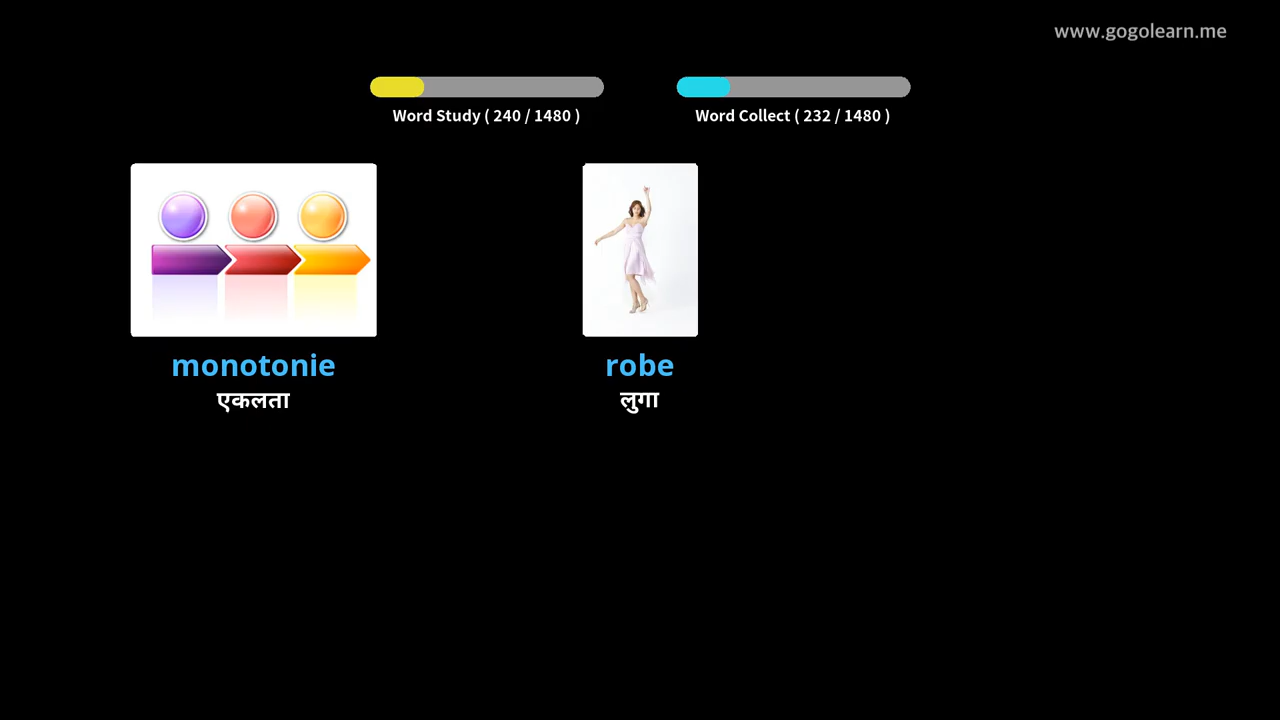 www.gogolearn.me
Word Study ( 240 / 1480 )
Word Collect ( 232 / 1480 )
monotonie
एकलता
robe
लुगा